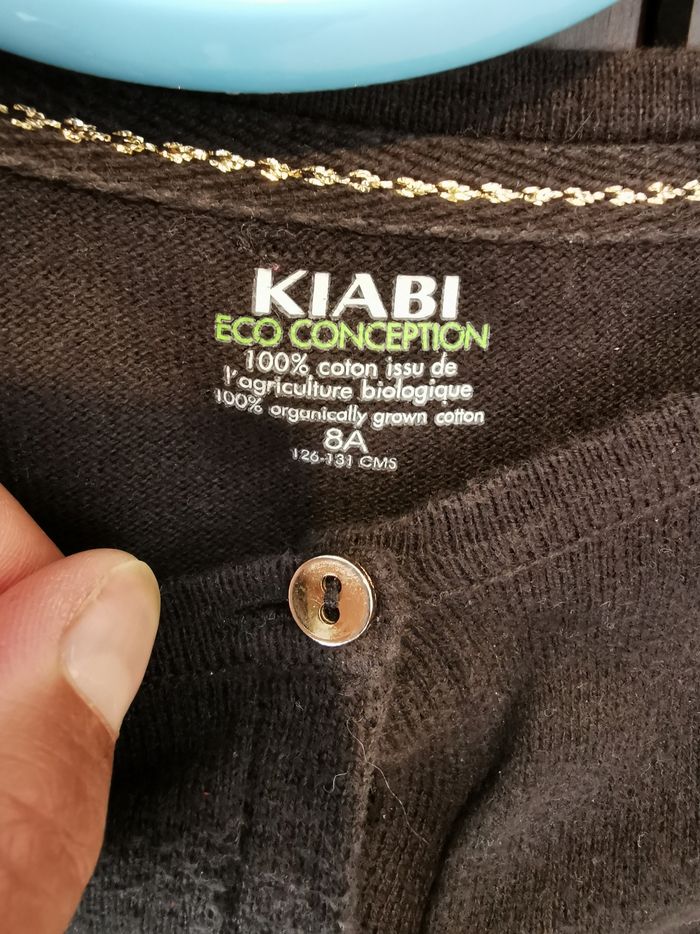 KIABI
ECO CONCEPTION
100% coton issu de
l'agriculture biologique
100% organically grown cotton
8A
126-131 CMS